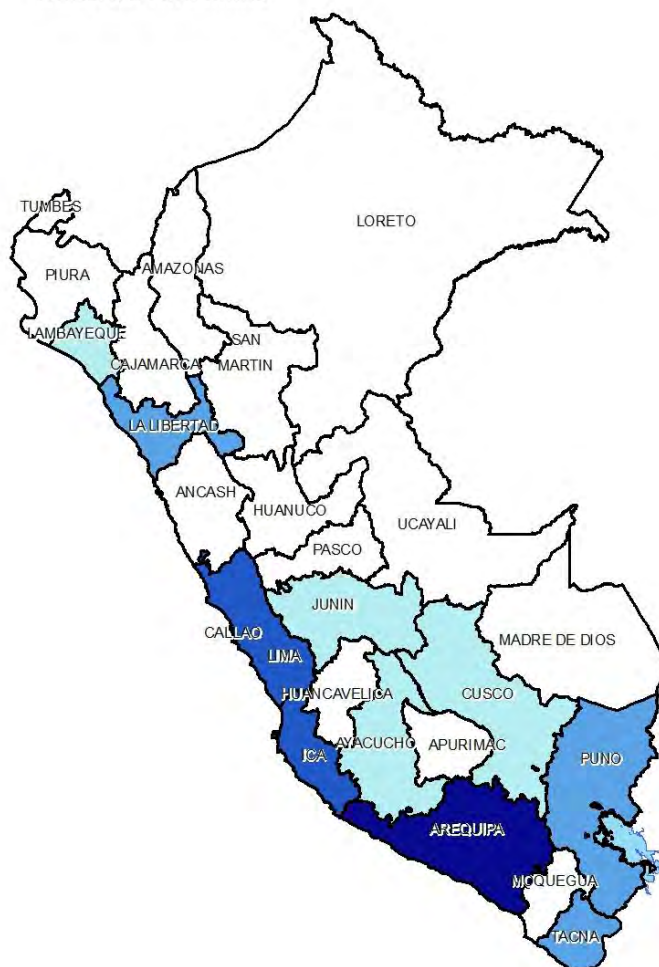 TUMBES
LORETO
PIURA
AMAZONAS
LAMBAYEQUE
SAN
MARTIN
CAJAMARCA
LA LIBERTAD
ANCASH
HUANUCO
UCAYALI
PASCO
JUNIN
CALLAO
LIMA
MADRE DE DIOS
HUANCAVELICA
CUSCO
AYACUCHO
APURIMAC
ICA
PUNO
AREQUIPA
MOQUEGUA
TACNA